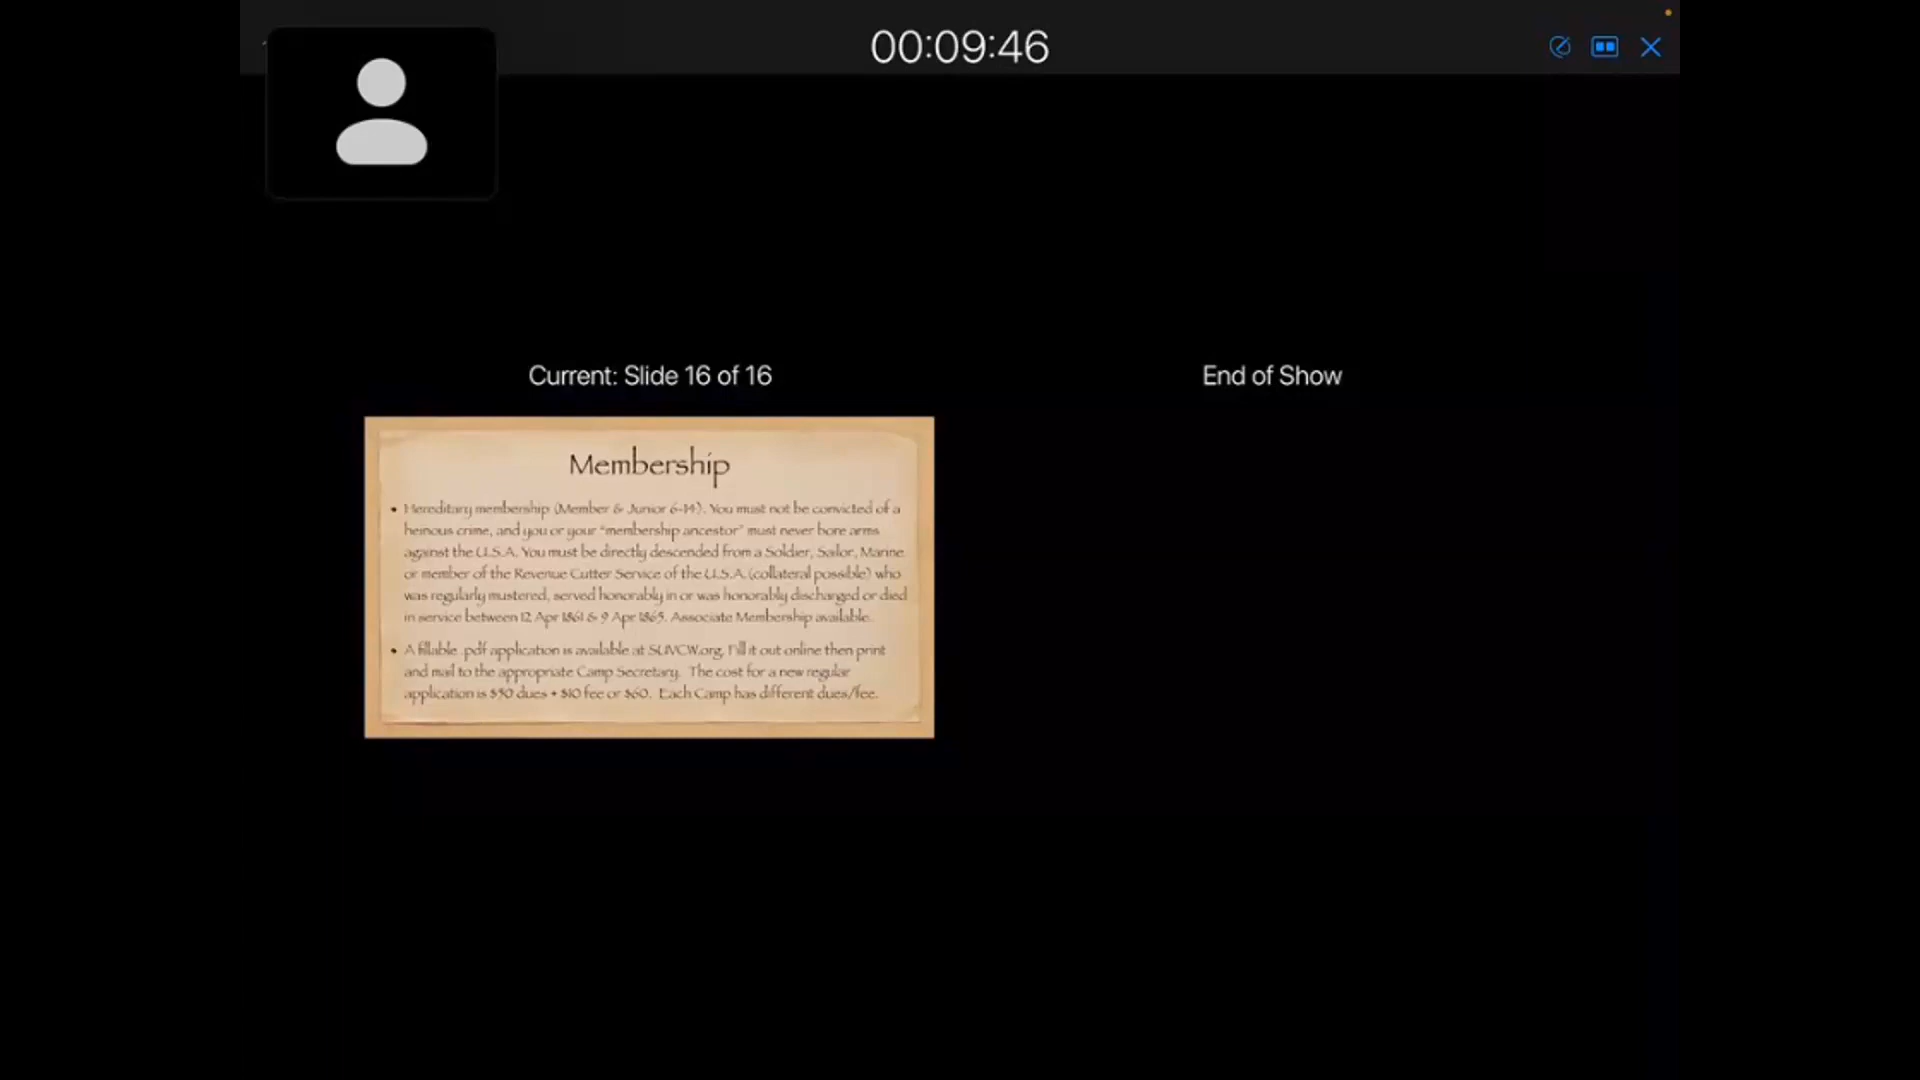 00:09:46
Current: Slide 16 of 16
End of Show
Membership
• Hereditary membership (Member & Junior 6-14). You must not be convicted of a
heinous crime, and you or your "membership ancestor" must never bore arms
against the U.S.A. You must be directly descended from a Soldier, Sailor, Marine
or member of the Revenue Cutter Service of the U.S.A. (collateral possible) who
was regularly mustered, served honorably in or was honorably discharged or died
in service between 12 Apr 1861 & 9 Apr 1865. Associate Membership available.
• A fillable .pdf application is available at SUVCW.org. Fill it out online then print
and mail to the appropriate Camp Secretary. The cost for a new regular
application is $50 dues + $10 fee or $60. Each Camp has different dues/fee.